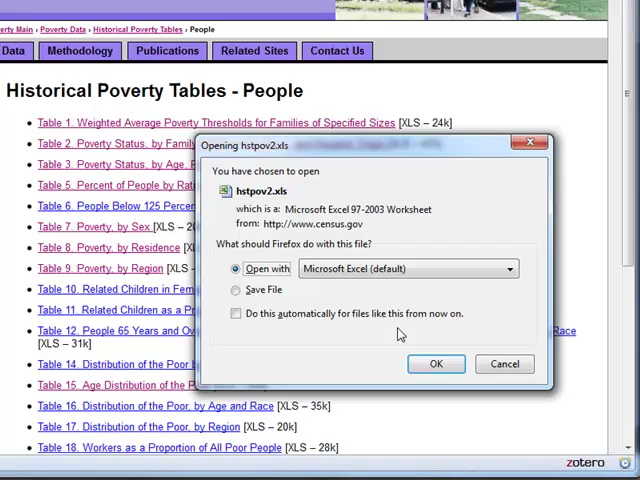 erty Main › Poverty Data › Historical Poverty Tables › People
Data Methodology Publications Related Sites Contact Us
Historical Poverty Tables - People
Table 1. Weighted Average Poverty Thresholds for Families of Specified Sizes [XLS – 24k]
Table 2. Poverty Status, by Family
Table 3. Poverty Status, by Age, R
Table 5. Percent of People by Rati
Table 6. People Below 125 Percen
Table 7. Poverty, by Sex [XLS – 2
Table 8. Poverty, by Residence
Table 9. Poverty, by Region
Table 10. Related Children in Fem
Table 11. Related Children as a Pr
Table 12. People 65 Years and Ov
Race
[XLS – 31k]
Table 14. Distribution of the Poor b
Table 15. Age Distribution of the
Table 16. Distribution of the Poor, by Age and Race [XLS – 35k]
Table 17. Distribution of the Poor, by Region [XLS – 20k]
Table 18. Workers as a Proportion of All Poor People [XLS – 28k]
Opening hstpov2.xls
You have chosen to open
hstpov2.xls
which is a: Microsoft Excel 97-2003 Worksheet
from: http://www.census.gov
What should Firefox do with this file?
Open with Microsoft Excel (default)
Save File
Do this automatically for files like this from now on.
OK Cancel
zotero